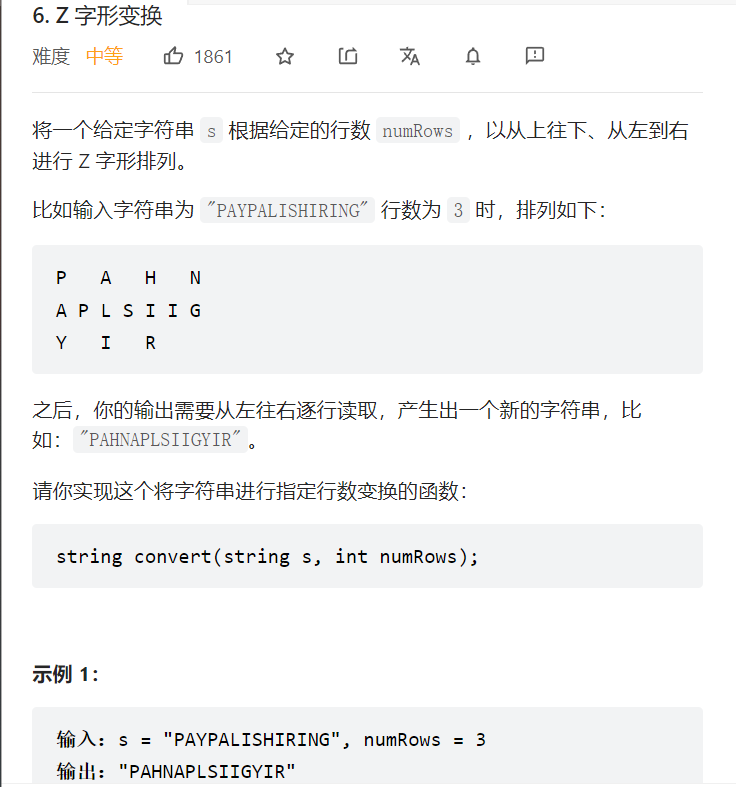 6. Z 字形变换
难度 中等 1861
将一个给定字符串 s 根据给定的行数 numRows ，以从上往下、从左到右
进行 Z 字形排列。
比如输入字符串为 "PAYPALISHIRING" 行数为 3 时，排列如下：
P A H N
A P L S I I G
Y I R
之后，你的输出需要从左往右逐行读取，产生出一个新的字符串，比
如："PAHNAPLSIIGYIR"。
请你实现这个将字符串进行指定行数变换的函数：
string convert(string s, int numRows);
示例 1：
输入：s = "PAYPALISHIRING", numRows = 3
输出："PAHNAPLSIIGYIR"